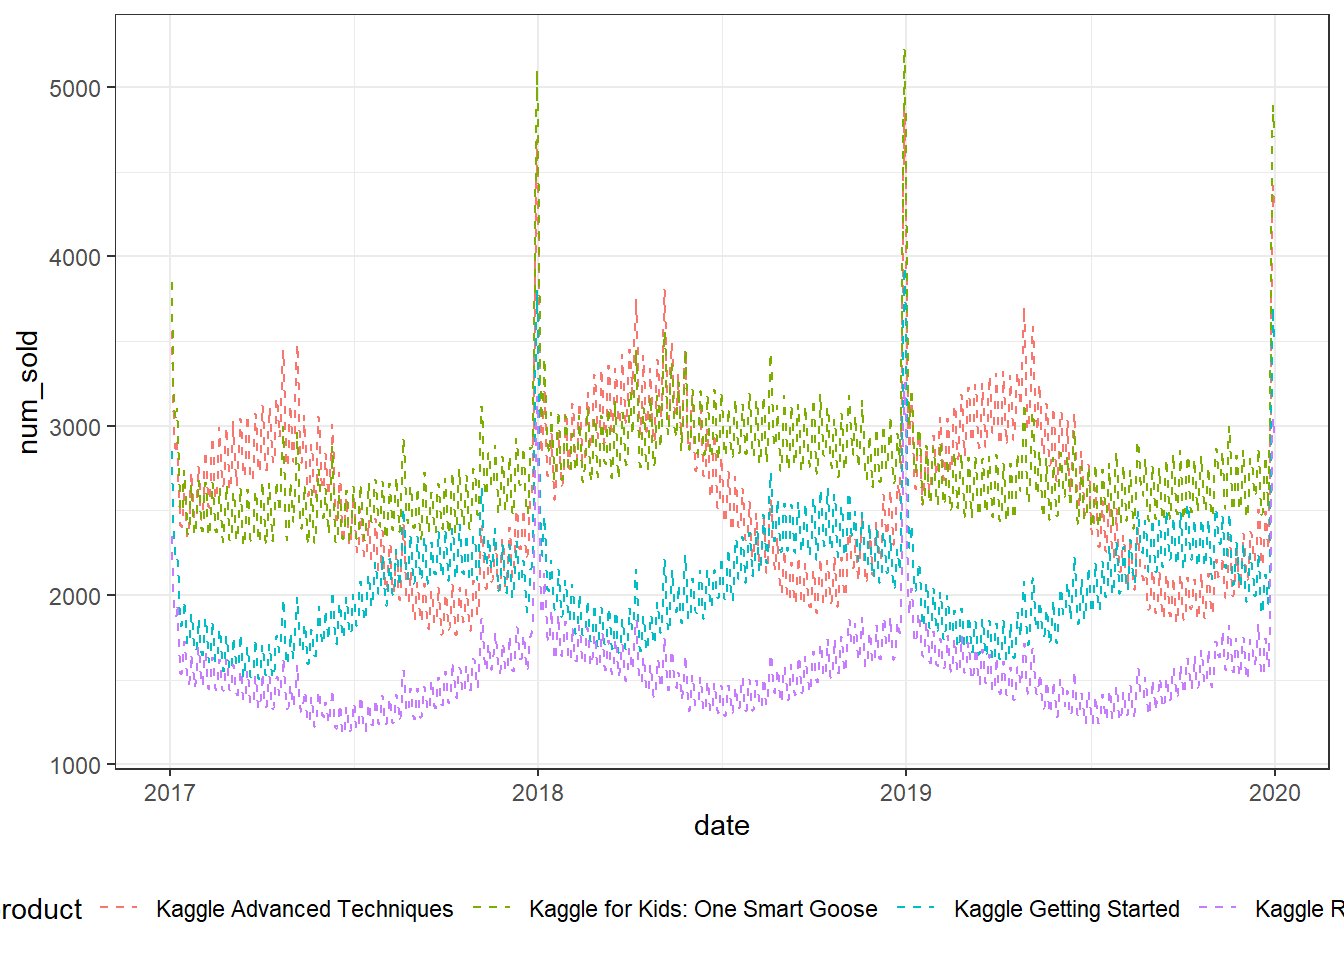 5000
4000
3000
2000
1000
num_sold
2017 2018 2019 2020
date
roduct Kaggle Advanced Techniques Kaggle for Kids: One Smart Goose Kaggle Getting Started Kaggle R